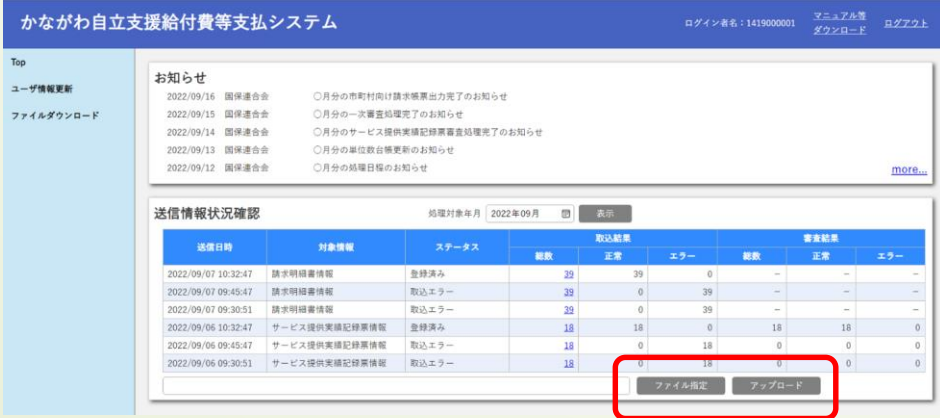 かながわ自立支援給付費等支払システム
ログイン者名：1419000001
マニュアル等
ダウンロード
ログアウト
Top
ユーザ情報更新
ファイルダウンロード
お知らせ
2022/09/16 国保連合会 〇月分の市町村向け請求帳票出力完了のお知らせ
2022/09/15 国保連合会 〇月分の一次審査処理完了のお知らせ
2022/09/14 国保連合会 〇月分のサービス提供実績記録票審査処理完了のお知らせ
2022/09/13 国保連合会 〇月分の単位数台帳更新のお知らせ
2022/09/12 国保連合会 〇月分の処理日程のお知らせ
more...
送信情報状況確認 処理対象年月 2022年09月 表示
送信日時 対象情報 ステータス 取込結果 審査結果
総数 正常 エラー 総数 正常 エラー
2022/09/07 10:32:47 請求明細書情報 登録済み 39 39 0 － － －
2022/09/07 09:45:47 請求明細書情報 取込エラー 39 0 39 － － －
2022/09/07 09:30:51 請求明細書情報 取込エラー 39 0 39 － － －
2022/09/06 10:32:47 サービス提供実績記録票情報 登録済み 18 18 0 18 18 0
2022/09/06 09:45:47 サービス提供実績記録票情報 取込エラー 18 0 18 0 0 0
2022/09/06 09:30:51 サービス提供実績記録票情報 取込エラー 18 0 18 0 0 0
ファイル指定 アップロード